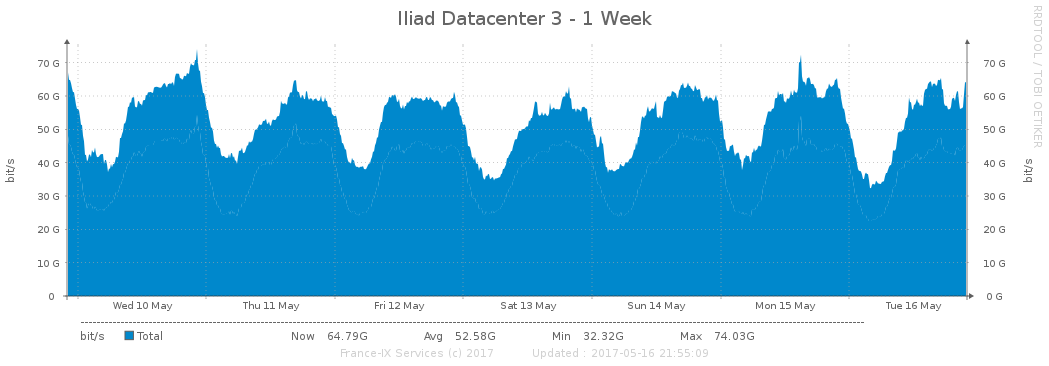 Iliad Datacenter 3 - 1 Week
RRDTOOL / TOBI OETIKER
70 G 70 G
60 G 60 G
50 G 50 G
40 G 40 G
30 G 30 G
20 G 20 G
10 G 10 G
0 0 G
bit/s bit/s
Wed 10 May Thu 11 May Fri 12 May Sat 13 May Sun 14 May Mon 15 May Tue 16 May
bit/s Total Now 64.79G Avg 52.58G Min 32.32G Max 74.03G
France-IX Services (c) 2017 Updated : 2017-05-16 21:55:09